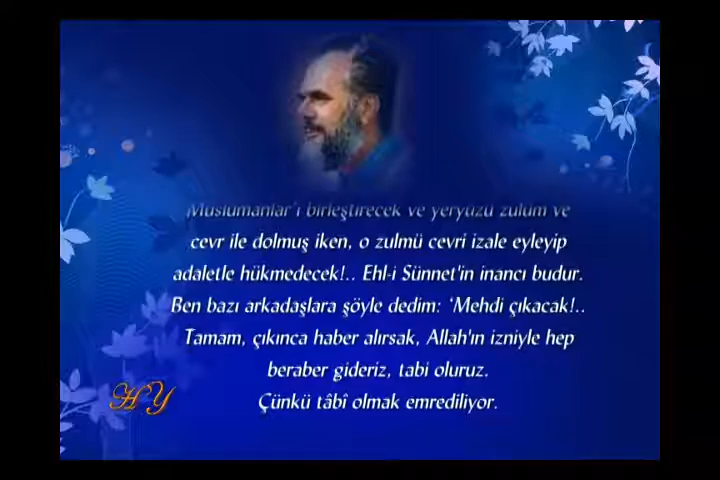 Müslümanlar'ı birleştirecek ve yeryüzü zulüm ve
cevr ile dolmuş iken, o zulmü cevri izale eyleyip
adaletle hükmedecek!.. Ehl-i Sünnet'in inancı budur.
Ben bazı arkadaşlara şöyle dedim: ‘Mehdi çıkacak!..
Tamam, çıkınca haber alırsak, Allah'ın izniyle hep
beraber gideriz, tabi oluruz.
Çünkü tâbî olmak emrediliyor.
HY